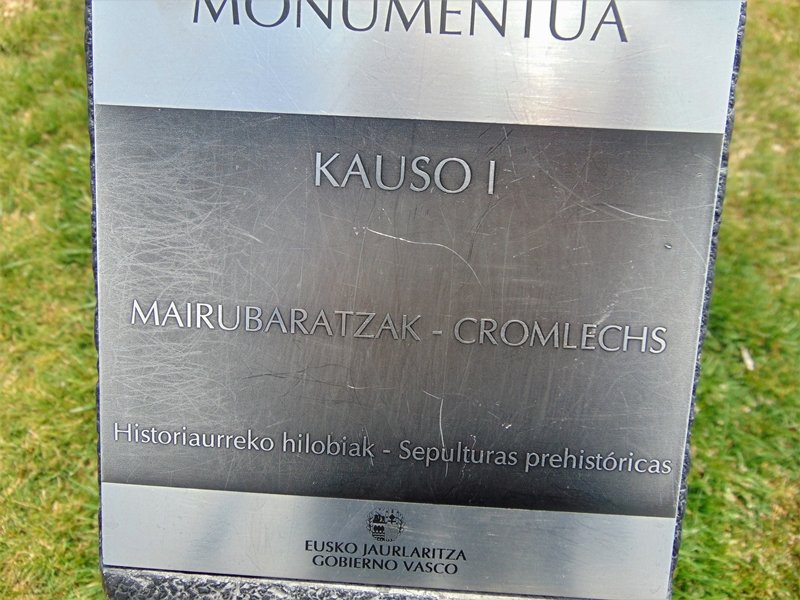 MONUMENTUA
KAUSO I
MAIRUBARATZAK - CROMLECHS
Historiaurreko hilobiak - Sepulturas prehistóricas
EUSKO JAURLARITZA
GOBIERNO VASCO